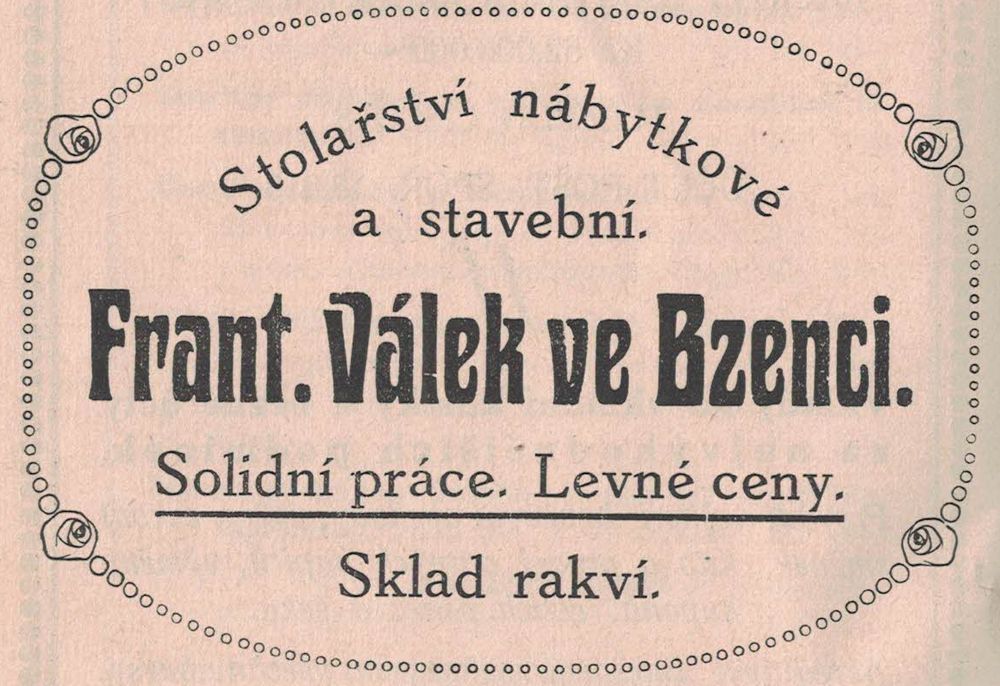 Stolařství nábytkové
a stavební.
Frant. Válek ve Bzenci.
Solidní práce. Levné ceny.
Sklad rakví.